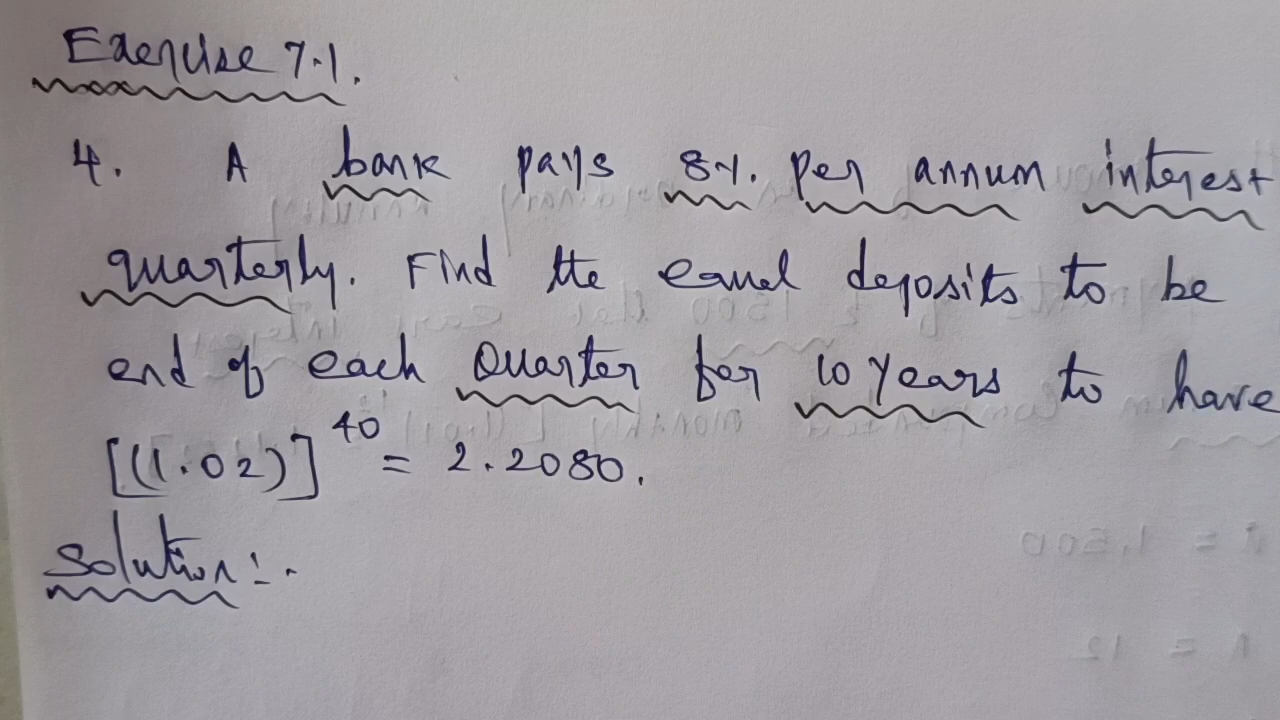 Exercise 7.1.
4. A bank pays 8%. per annum interest
quarterly. Find the equal deposits to be
end of each quarter for 10 years to have
[(1.02)]^40 = 2.2080.
Solution:-